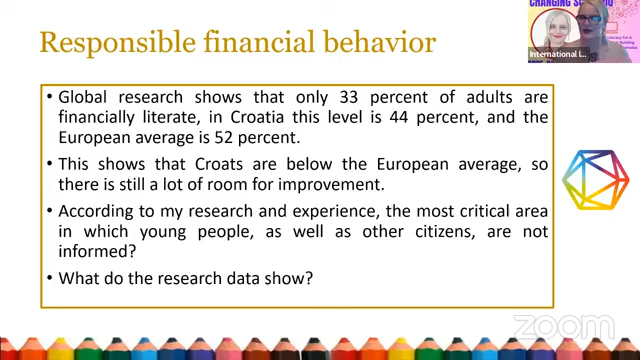 Responsible financial behavior
• Global research shows that only 33 percent of adults are
financially literate, in Croatia this level is 44 percent, and the
European average is 52 percent.
• This shows that Croats are below the European average, so
there is still a lot of room for improvement.
• According to my research and experience, the most critical area
in which young people, as well as other citizens, are not
informed?
• What do the research data show?
International L...
zoom